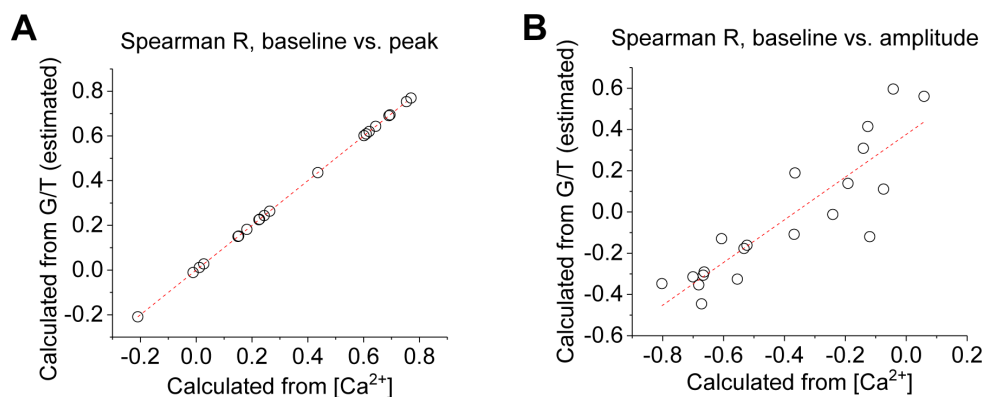 A
Spearman R, baseline vs. peak
Calculated from G/T (estimated)
0.8
0.6
0.4
0.2
0.0
-0.2
-0.2 0.0 0.2 0.4 0.6 0.8
Calculated from [Ca²⁺]
B
Spearman R, baseline vs. amplitude
Calculated from G/T (estimated)
0.6
0.4
0.2
0.0
-0.2
-0.4
-0.6
-0.8 -0.6 -0.4 -0.2 0.0 0.2
Calculated from [Ca²⁺]